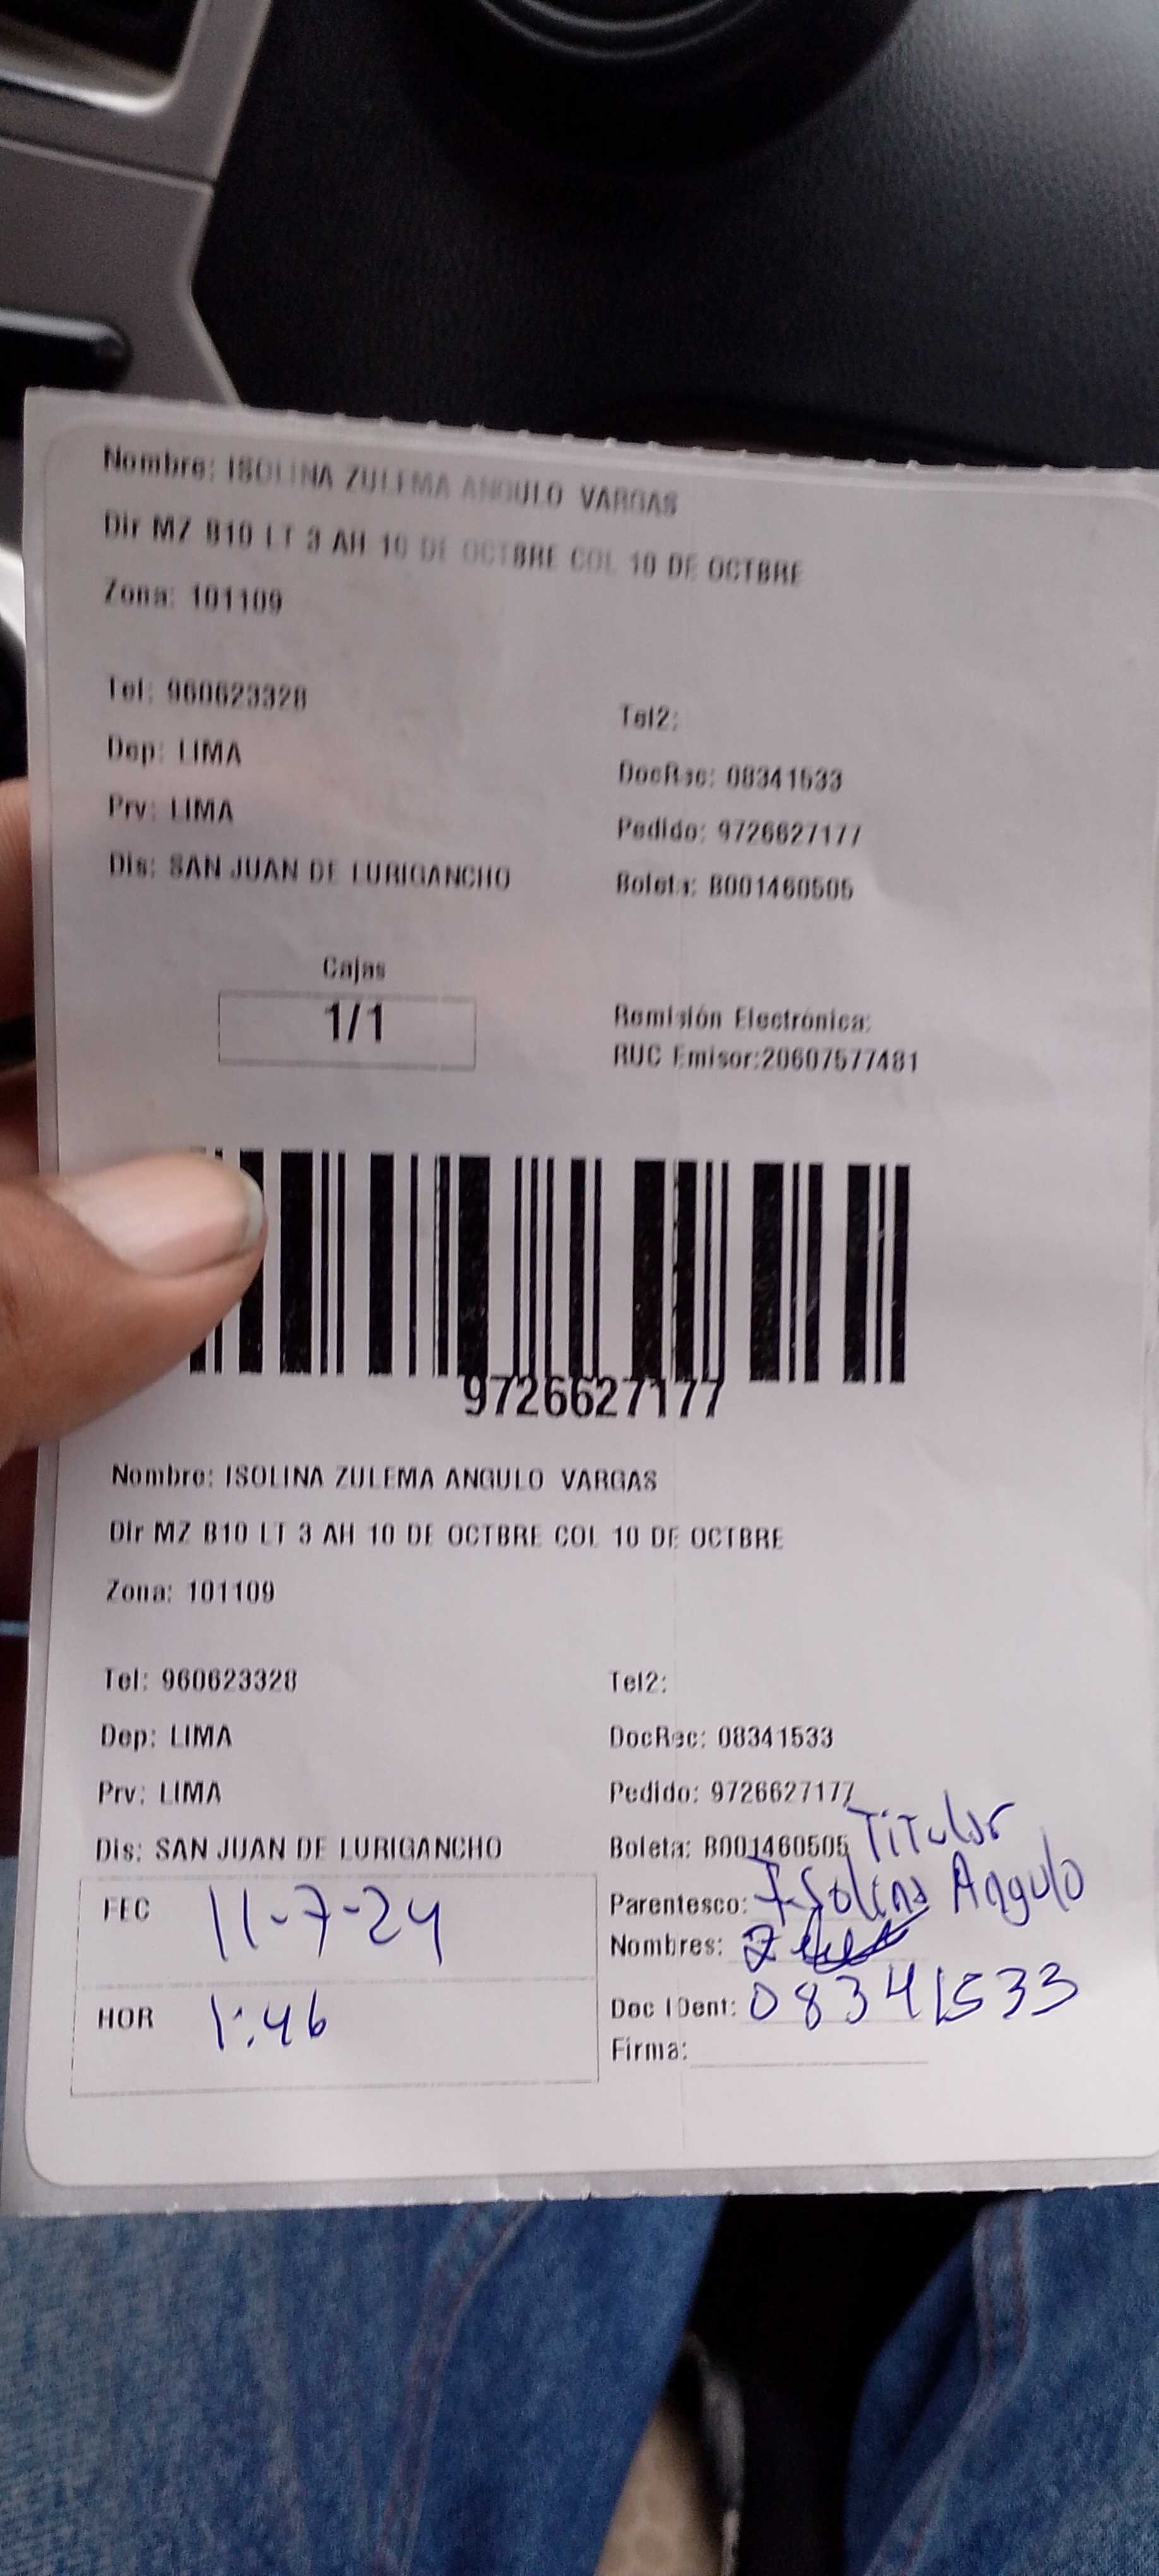 Nombre: ISOLINA ZULEMA ANGULO VARGAS
Dir MZ B10 LT 3 AH 10 DE OCTBRE COL 10 DE OCTBRE
Zona: 101109
Tel: 960623328
Tel2:
Dep: LIMA
DocRec: 08341533
Prv: LIMA
Pedido: 9726627177
Dis: SAN JUAN DE LURIGANCHO
Boleta: B001460505
Cajas
1/1
Remisión Electrónica:
RUC Emisor:20607577481
9726627177
Nombre: ISOLINA ZULEMA ANGULO VARGAS
Dir MZ B10 LT 3 AH 10 DE OCTBRE COL 10 DE OCTBRE
Zona: 101109
Tel: 960623328
Tel2:
Dep: LIMA
DocRec: 08341533
Prv: LIMA
Pedido: 9726627177
Dis: SAN JUAN DE LURIGANCHO
Boleta: B001460505 Titular
FEC 11-7-24
Parentesco: Isolina Angulo
Nombres:
HOR 1:46
Doc IDent: 08341533
Firma: